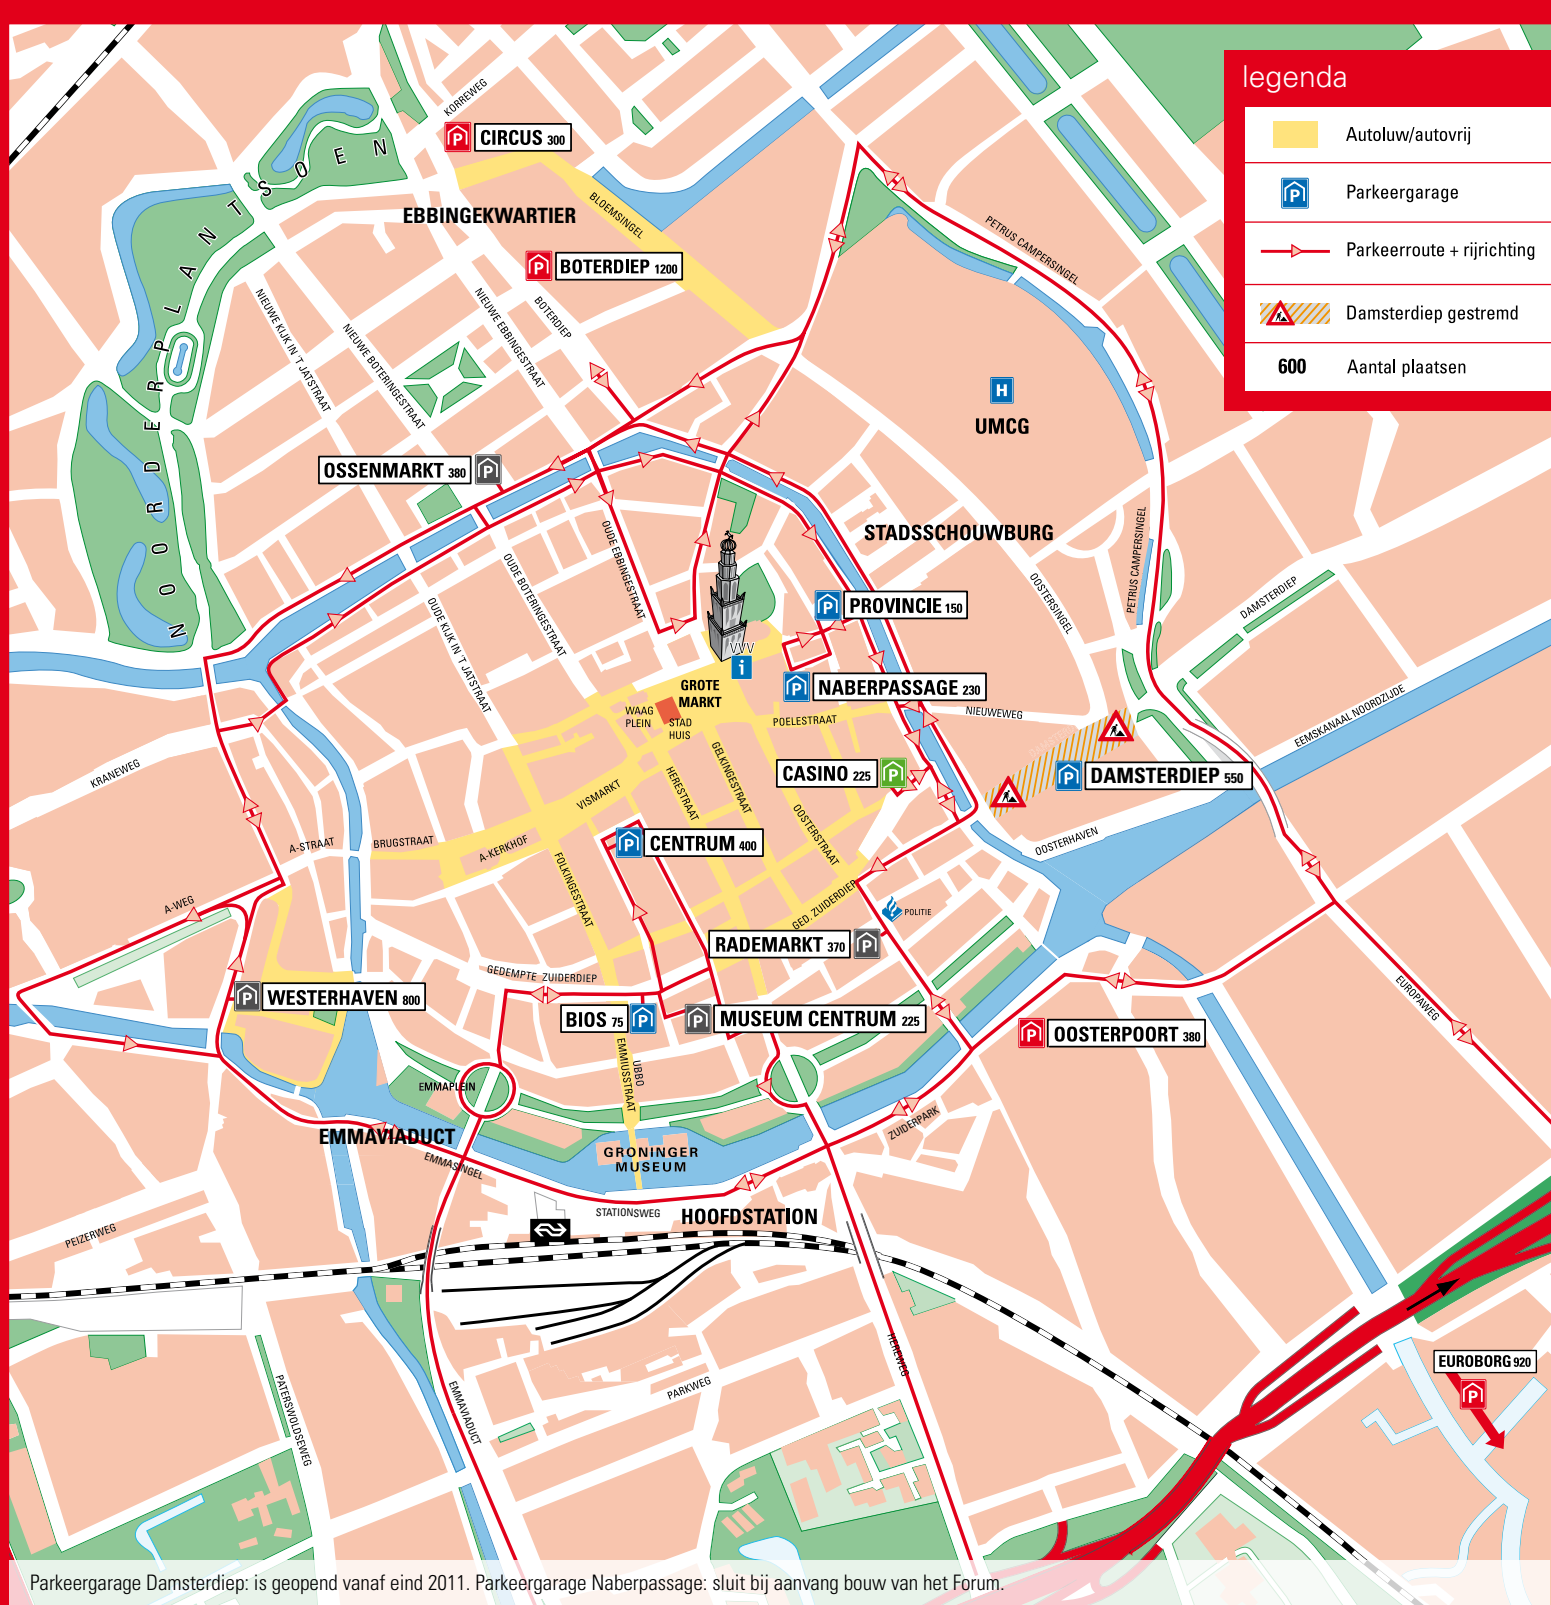 legenda
Autoluw/autovrij
P Parkeergarage
Parkeerroute + rijrichting
Damsterdiep gestremd
600 Aantal plaatsen
KORREWEG
P CIRCUS 300
NOORDERPLANTSOEN
EBBINGEKWARTIER
BLOEMSINGEL
P BOTERDIEP 1200
BOTERDIEP
PETRUS CAMPERSINGEL
NIEUWE KIJK IN 'T JATSTRAAT
NIEUWE BOTERINGESTRAAT
NIEUWE EBBINGESTRAAT
H
UMCG
OSSENMARKT 380 P
STADSSCHOUWBURG
OUDE EBBINGESTRAAT
OUDE BOTERINGESTRAAT
OUDE KIJK IN 'T JATSTRAAT
OOSTERSINGEL
PETRUS CAMPERSINGEL
DAMSTERDIEP
P PROVINCIE 150
VVV
i
GROTE
MARKT
P NABERPASSAGE 230
WAAG
PLEIN
STAD
HUIS
POELESTRAAT
NIEUWEWEG
EEMSKANAAL NOORDZIJDE
KRANEWEG
VISMARKT
HERESTRAAT
GELKINGESTRAAT
CASINO 225 P
P DAMSTERDIEP 550
OOSTERSTRAAT
OOSTERHAVEN
A-STRAAT
BRUGSTRAAT
A-KERKHOF
P CENTRUM 400
FOLKINGESTRAAT
A-WEG
GED. ZUIDERDIEP
POLITIE
RADEMARKT 370 P
GEDEMPTE ZUIDERDIEP
P WESTERHAVEN 800
BIOS 75 P
P MUSEUM CENTRUM 225
P OOSTERPOORT 380
EUROPAWEG
UBBO
EMMIUSSTRAAT
EMMAPLEIN
EMMAVIADUCT
EMMASINGEL
GRONINGER
MUSEUM
ZUIDERPARK
STATIONSWEG
HOOFDSTATION
PEIZERWEG
HEREWEG
PATERSWOLDSEWEG
EMMAVIADUCT
PARKWEG
EUROBORG 920
P
Parkeergarage Damsterdiep: is geopend vanaf eind 2011. Parkeergarage Naberpassage: sluit bij aanvang bouw van het Forum.